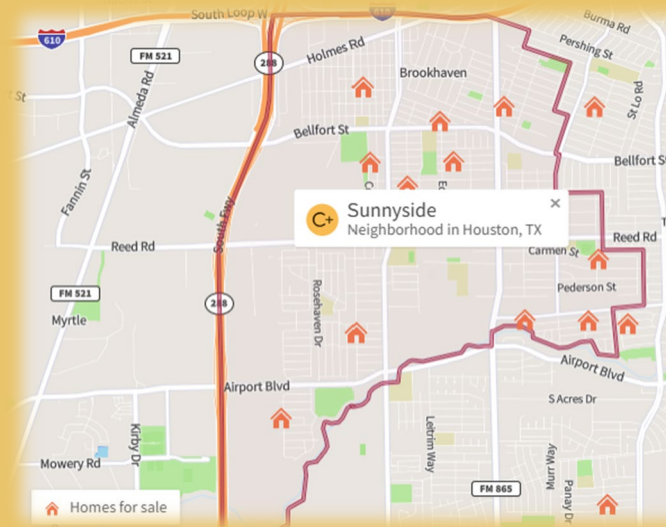 South Loop W
610
610
Burma Rd
FM 521
Holmes Rd
Pershing St
288
Brookhaven
St
Almeda Rd
St Lo Rd
Bellfort St
Bellfort S
Fannin St
C+
Sunnyside
×
Neighborhood in Houston, TX
South Fwy
Reed Rd
Reed Rd
Carmen St
FM 521
288
Rosehaven Dr
Pederson St
Myrtle
Airport Blvd
Airport Blvd
S Acres Dr
Kirby Dr
Leitrim Way
Mowery Rd
Murr Way
FM 865
Panay Dr
Homes for sale